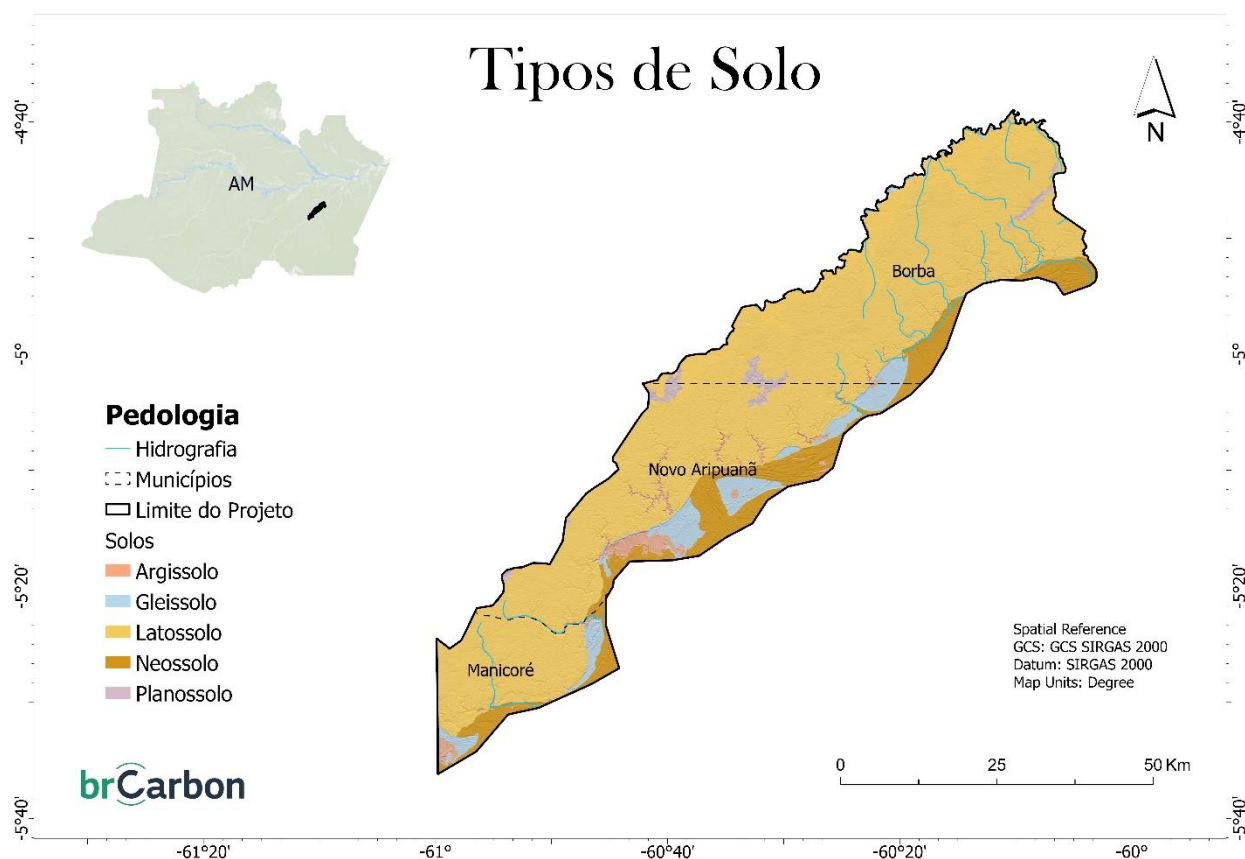 Tipos de Solo
AM
N
Borba
Novo Aripuanã
Manicoré
Pedologia
Hidrografia
Municípios
Limite do Projeto
Solos
Argissolo
Gleissolo
Latossolo
Neossolo
Planossolo
brCarbon
Spatial Reference
GCS: GCS SIRGAS 2000
Datum: SIRGAS 2000
Map Units: Degree
0 25 50 Km
-4°40'
-5°
-5°20'
-5°40'
-4°40'
-5°
-5°20'
-5°40'
-61°20' -61° -60°40' -60°20'